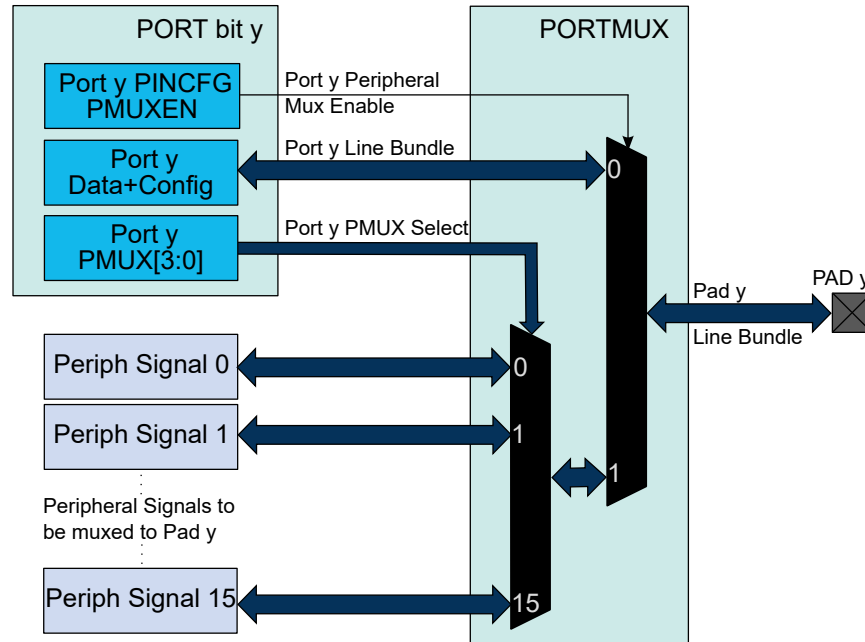 PORT bit y
PORTMUX
Port y PINCFG
PMUXEN
Port y Peripheral
Mux Enable
Port y
Data+Config
Port y Line Bundle
0
Port y
PMUX[3:0]
Port y PMUX Select
Pad y
Line Bundle
PAD y
Periph Signal 0
0
Periph Signal 1
1
1
Peripheral Signals to
be muxed to Pad y
Periph Signal 15
15